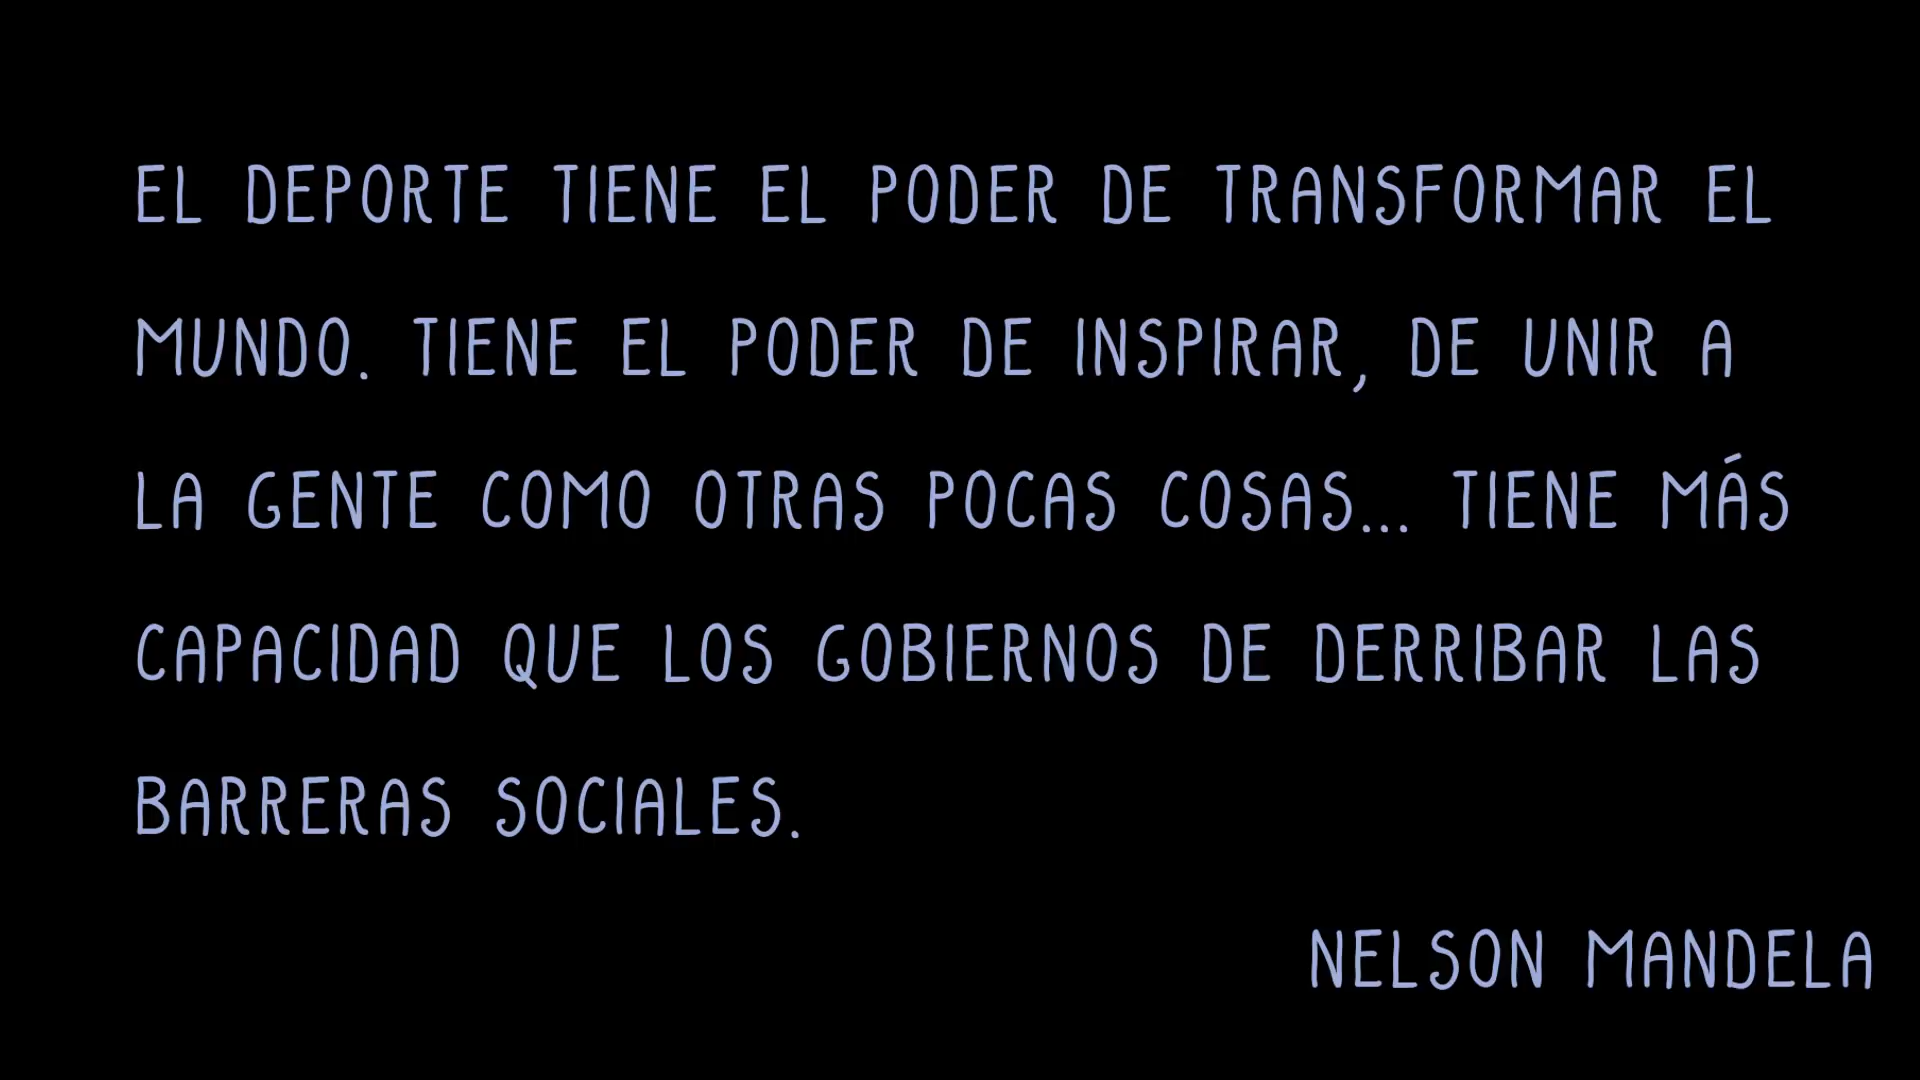 EL DEPORTE TIENE EL PODER DE TRANSFORMAR EL
MUNDO. TIENE EL PODER DE INSPIRAR, DE UNIR A
LA GENTE COMO OTRAS POCAS COSAS... TIENE MÁS
CAPACIDAD QUE LOS GOBIERNOS DE DERRIBAR LAS
BARRERAS SOCIALES.
NELSON MANDELA